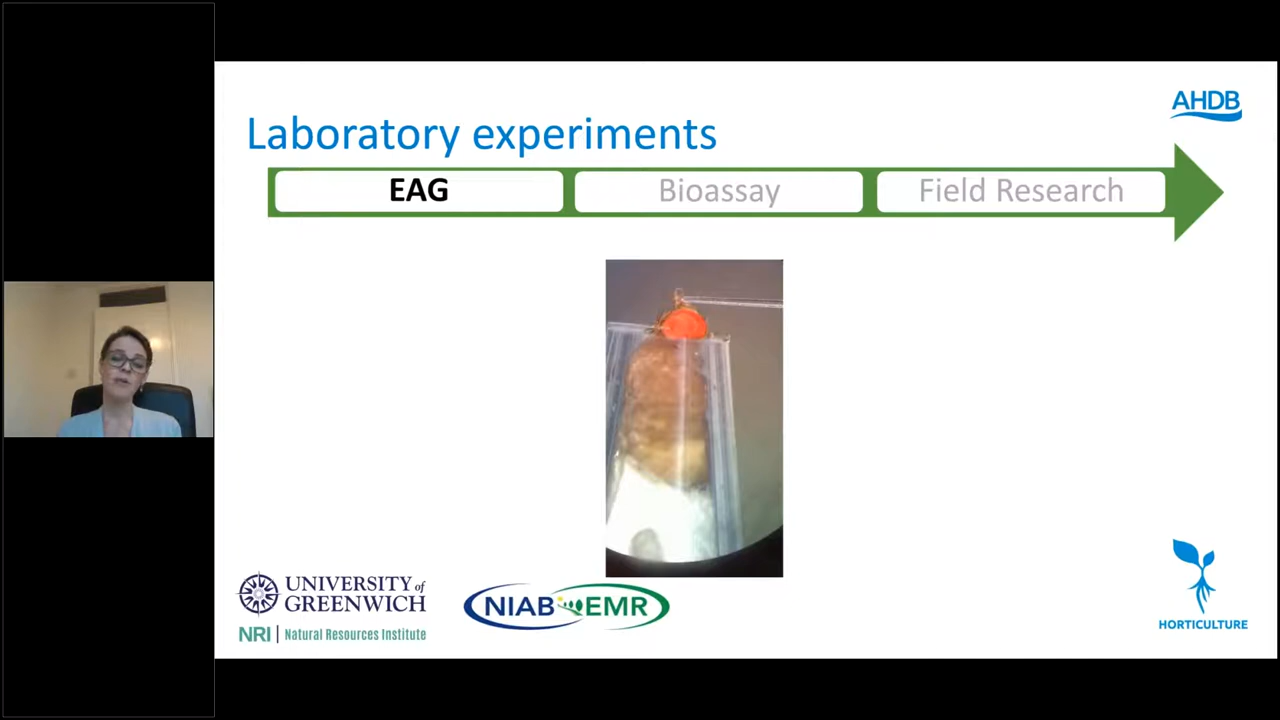 AHDB
Laboratory experiments
EAG
Bioassay
Field Research
UNIVERSITY of
GREENWICH
NRI | Natural Resources Institute
NIAB EMR
HORTICULTURE